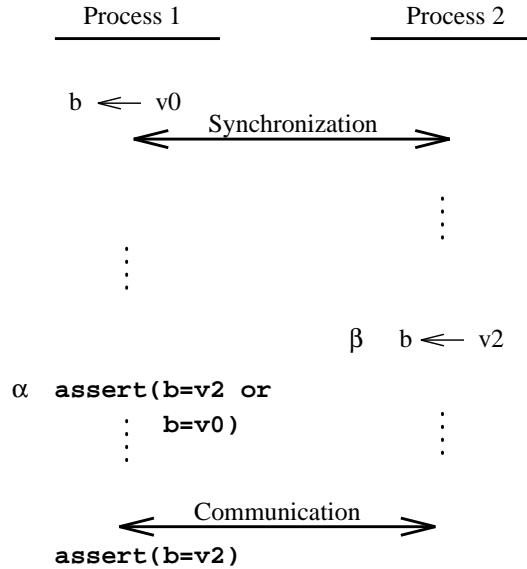 Process 1 Process 2
b ← v0
Synchronization
β b ← v2
α assert(b=v2 or
b=v0)
Communication
assert(b=v2)